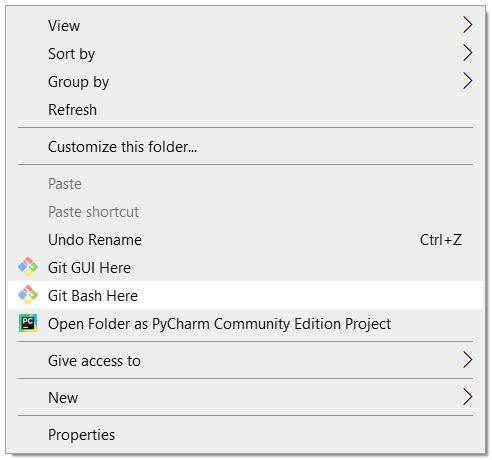 View
Sort by
Group by
Refresh
Customize this folder...
Paste
Paste shortcut
Undo Rename Ctrl+Z
Git GUI Here
Git Bash Here
PC Open Folder as PyCharm Community Edition Project
Give access to
New
Properties